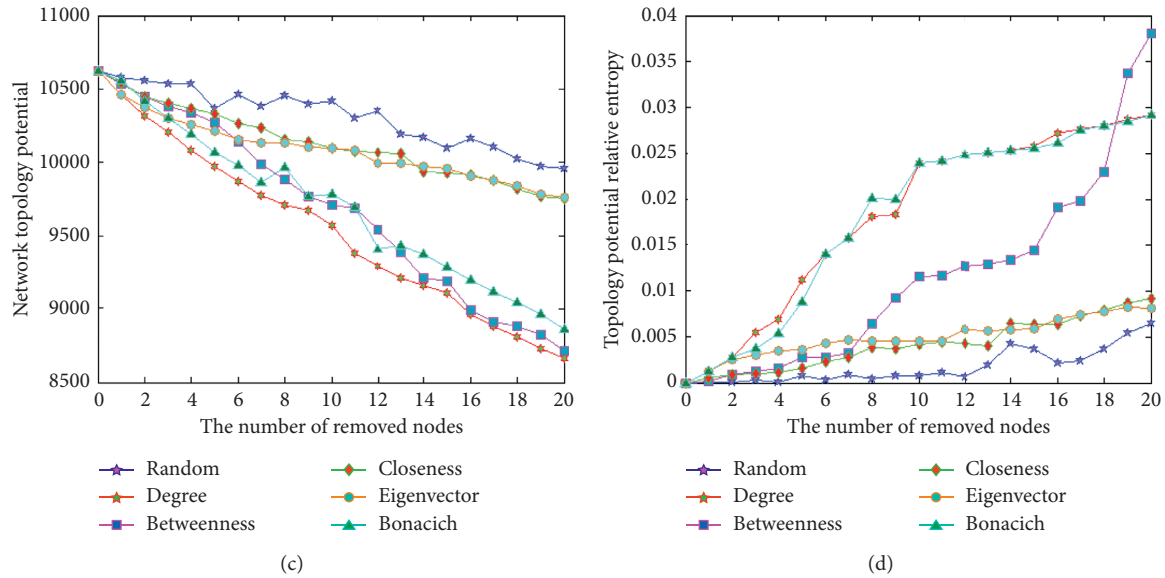 11000
10500
10000
9500
9000
8500
Network topology potential
0 2 4 6 8 10 12 14 16 18 20
The number of removed nodes
Random
Degree
Betweenness
Closeness
Eigenvector
Bonacich
(c)
0.04
0.035
0.03
0.025
0.02
0.015
0.01
0.005
0
Topology potential relative entropy
0 2 4 6 8 10 12 14 16 18 20
The number of removed nodes
Random
Degree
Betweenness
Closeness
Eigenvector
Bonacich
(d)